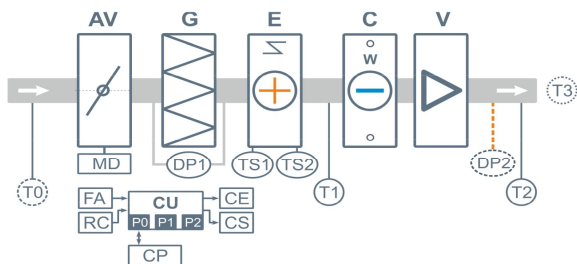 AV G E C V
W
T3
MD DP1 TS1 TS2 DP2
T0 T1 T2
FA CU CE
RC P0 P1 P2 CS
CP